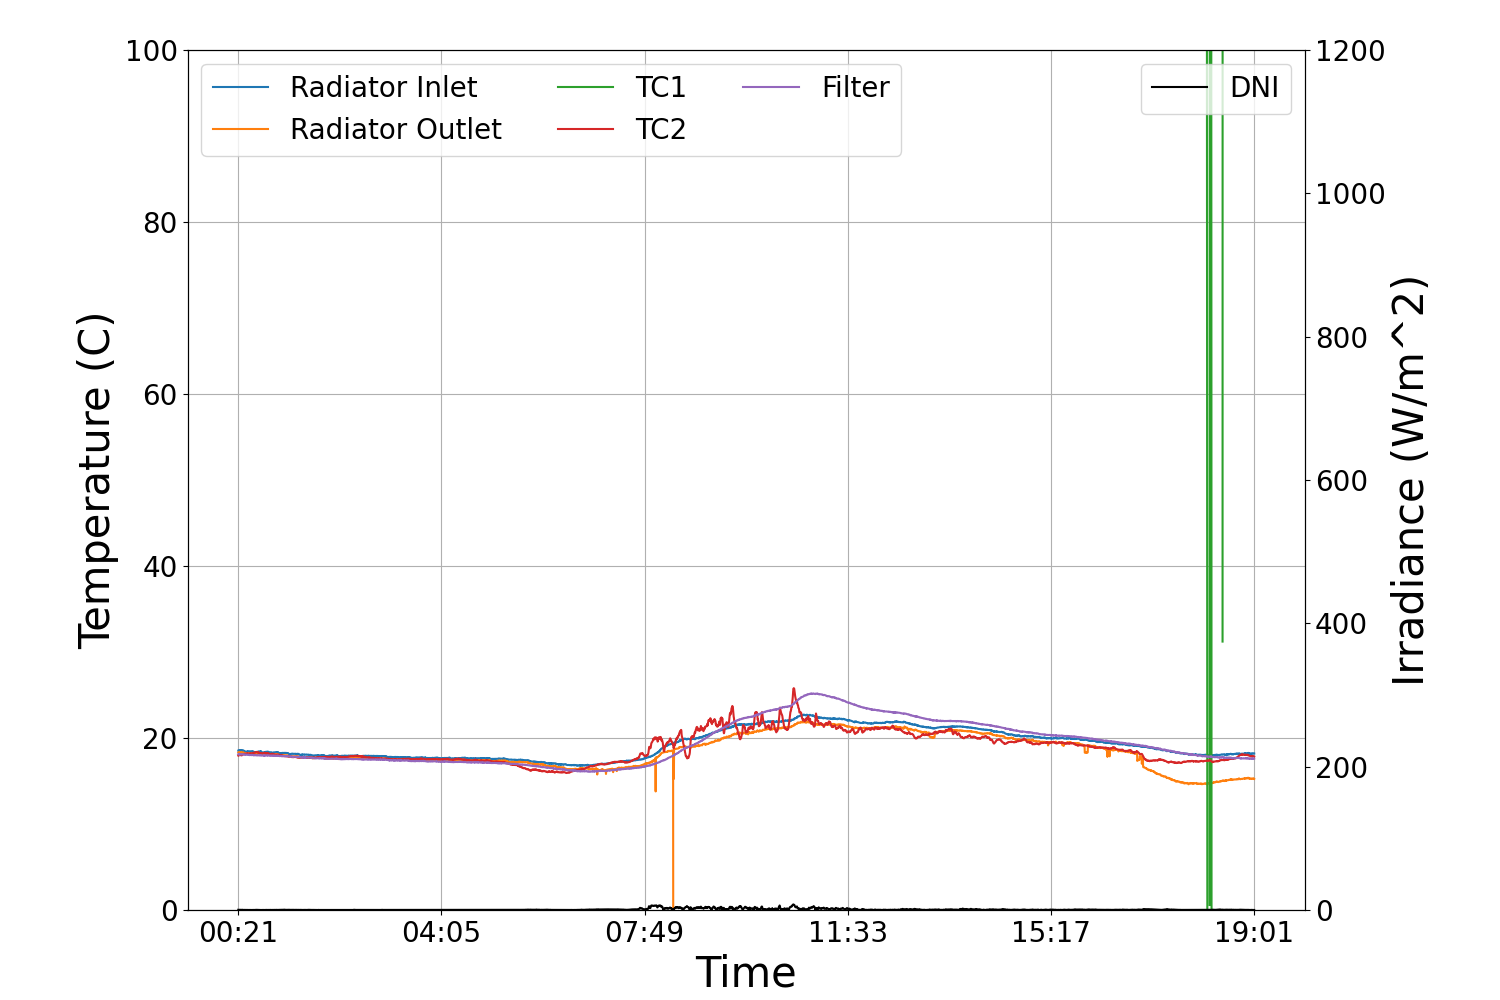 100
80
60
40
20
0
Temperature (C)
Radiator Inlet
Radiator Outlet
TC1
TC2
Filter
DNI
1200
1000
800
600
400
200
0
Irradiance (W/m^2)
00:21 04:05 07:49 11:33 15:17 19:01
Time